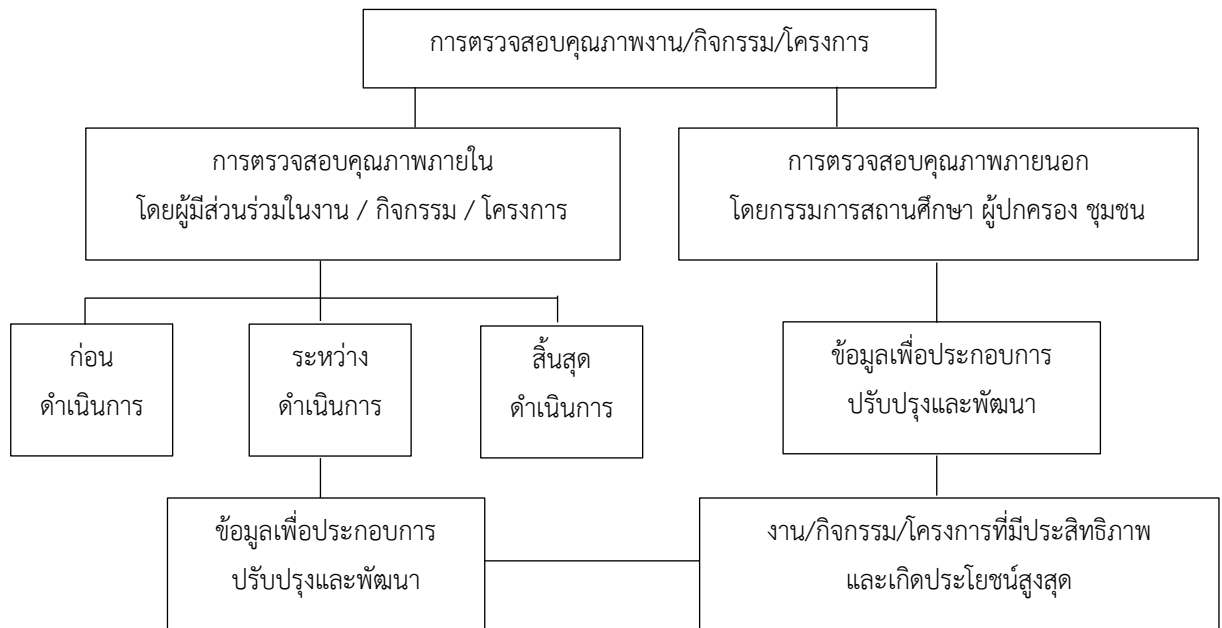 การตรวจสอบคุณภาพงาน/กิจกรรม/โครงการ
การตรวจสอบคุณภาพภายใน
โดยผู้มีส่วนร่วมในงาน / กิจกรรม / โครงการ
การตรวจสอบคุณภาพภายนอก
โดยกรรมการสถานศึกษา ผู้ปกครอง ชุมชน
ก่อน
ดำเนินการ
ระหว่าง
ดำเนินการ
สิ้นสุด
ดำเนินการ
ข้อมูลเพื่อประกอบการ
ปรับปรุงและพัฒนา
ข้อมูลเพื่อประกอบการ
ปรับปรุงและพัฒนา
งาน/กิจกรรม/โครงการที่มีประสิทธิภาพ
และเกิดประโยชน์สูงสุด